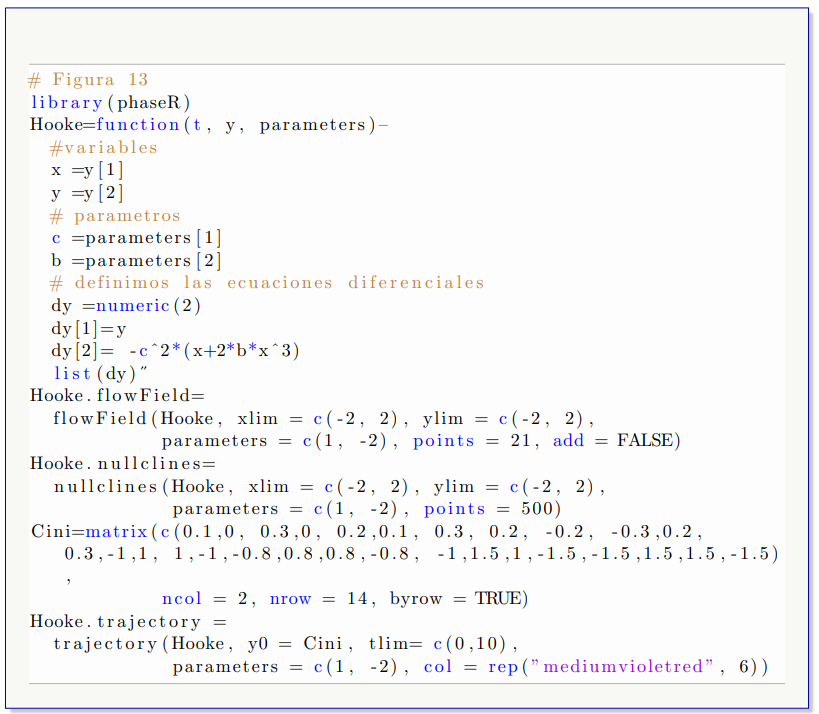 # Figura 13
library(phaseR)
Hooke=function(t, y, parameters)–
#variables
x =y[1]
y =y[2]
# parametros
c =parameters[1]
b =parameters[2]
# definimos las ecuaciones diferenciales
dy =numeric(2)
dy[1]=y
dy[2]= -c^2*(x+2*b*x^3)
list(dy)˝
Hooke.flowField=
flowField(Hooke, xlim = c(-2, 2), ylim = c(-2, 2),
parameters = c(1, -2), points = 21, add = FALSE)
Hooke.nullclines=
nullclines(Hooke, xlim = c(-2, 2), ylim = c(-2, 2),
parameters = c(1, -2), points = 500)
Cini=matrix(c(0.1,0, 0.3,0, 0.2,0.1, 0.3, 0.2, -0.2, -0.3,0.2,
0.3,-1,1, 1,-1,-0.8,0.8,0.8,-0.8, -1,1.5,1,-1.5,-1.5,1.5,1.5,-1.5)
,
ncol = 2, nrow = 14, byrow = TRUE)
Hooke.trajectory =
trajectory(Hooke, y0 = Cini, tlim= c(0,10),
parameters = c(1, -2), col = rep("mediumvioletred", 6))